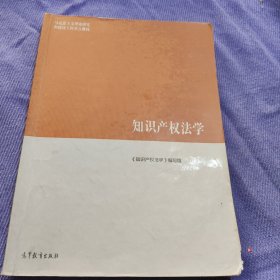 马克思主义理论研究
和建设工程重点教材
知识产权法学
《知识产权法学》编写组
高等教育出版社